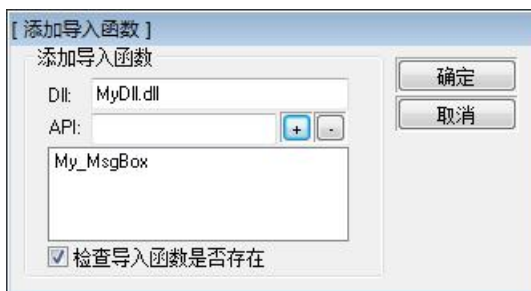 [ 添加导入函数 ]
添加导入函数
Dll: MyDll.dll
API:
+ -
My_MsgBox
检查导入函数是否存在
确定
取消